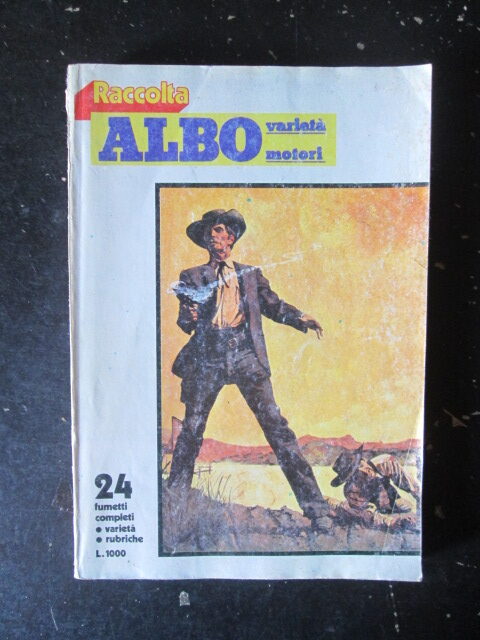 Raccolta
ALBO varietà
motori
24
fumetti
completi
• varietà
• rubriche
L. 1000